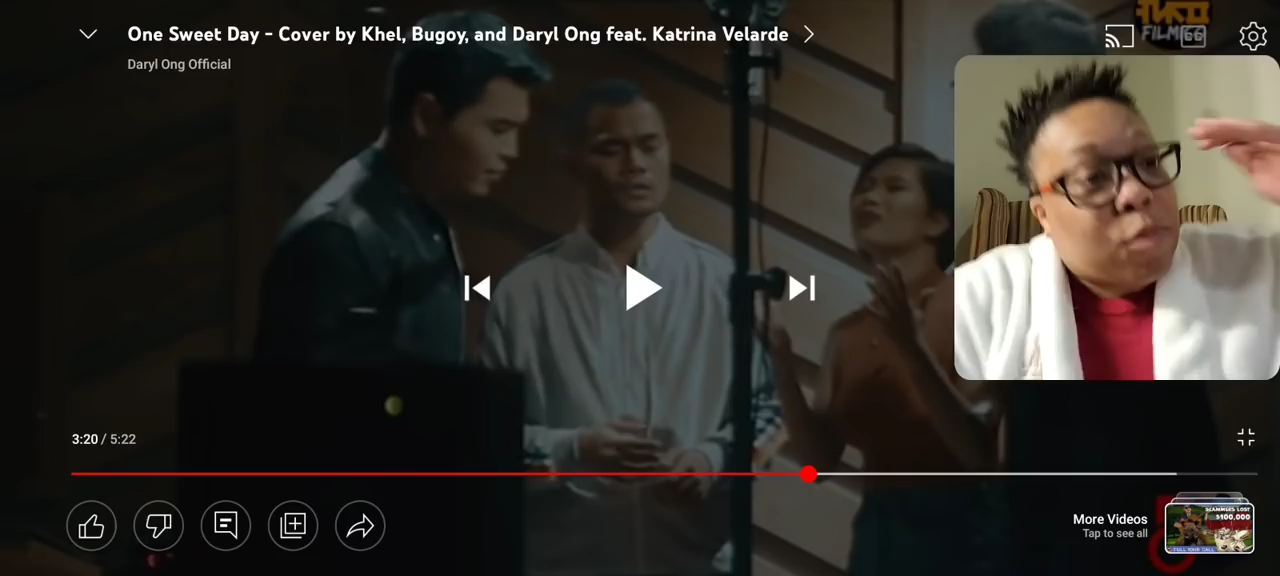 One Sweet Day - Cover by Khel, Bugoy, and Daryl Ong feat. Katrina Velarde
Daryl Ong Official
3:20 / 5:22
More Videos
Tap to see all
SCAMMERS LOST
$100,000